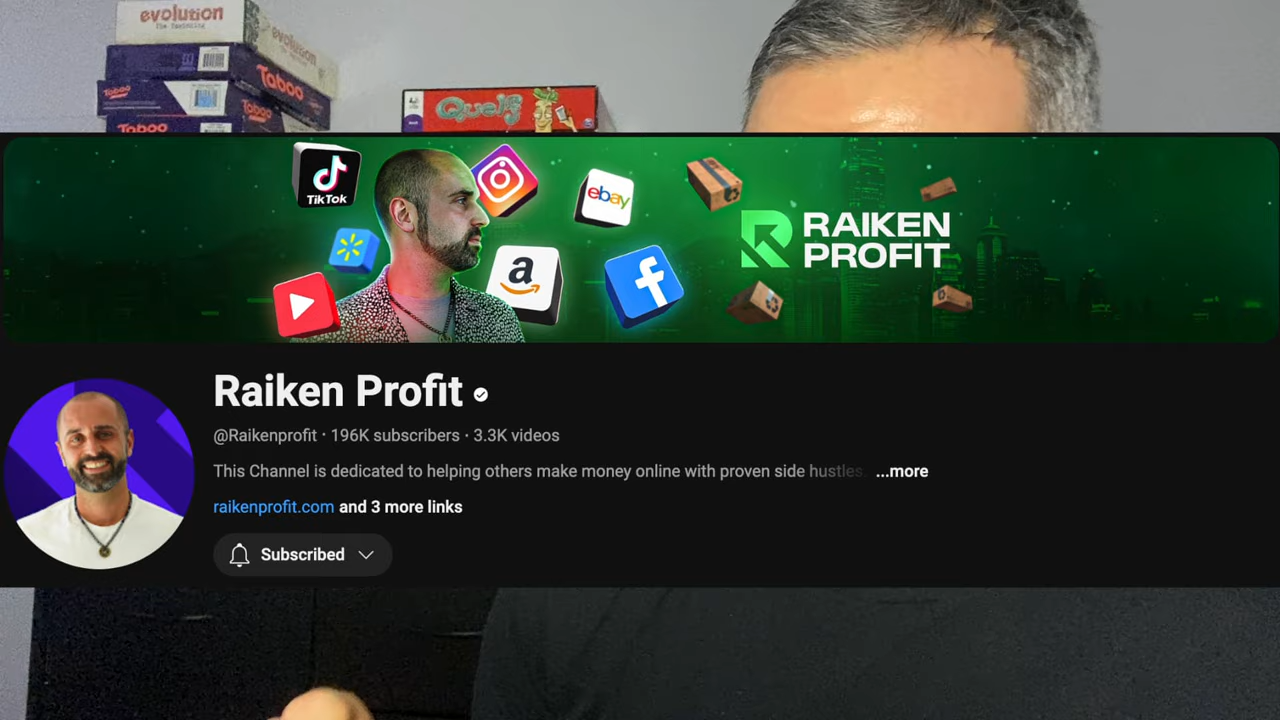 evolution
evolution
Taboo
Taboo
Taboo
Taboo
Quelf
TikTok
ebay
a
f
RAIKEN
PROFIT
Raiken Profit
@Raikenprofit · 196K subscribers · 3.3K videos
This Channel is dedicated to helping others make money online with proven side hustles. ...more
raikenprofit.com and 3 more links
Subscribed